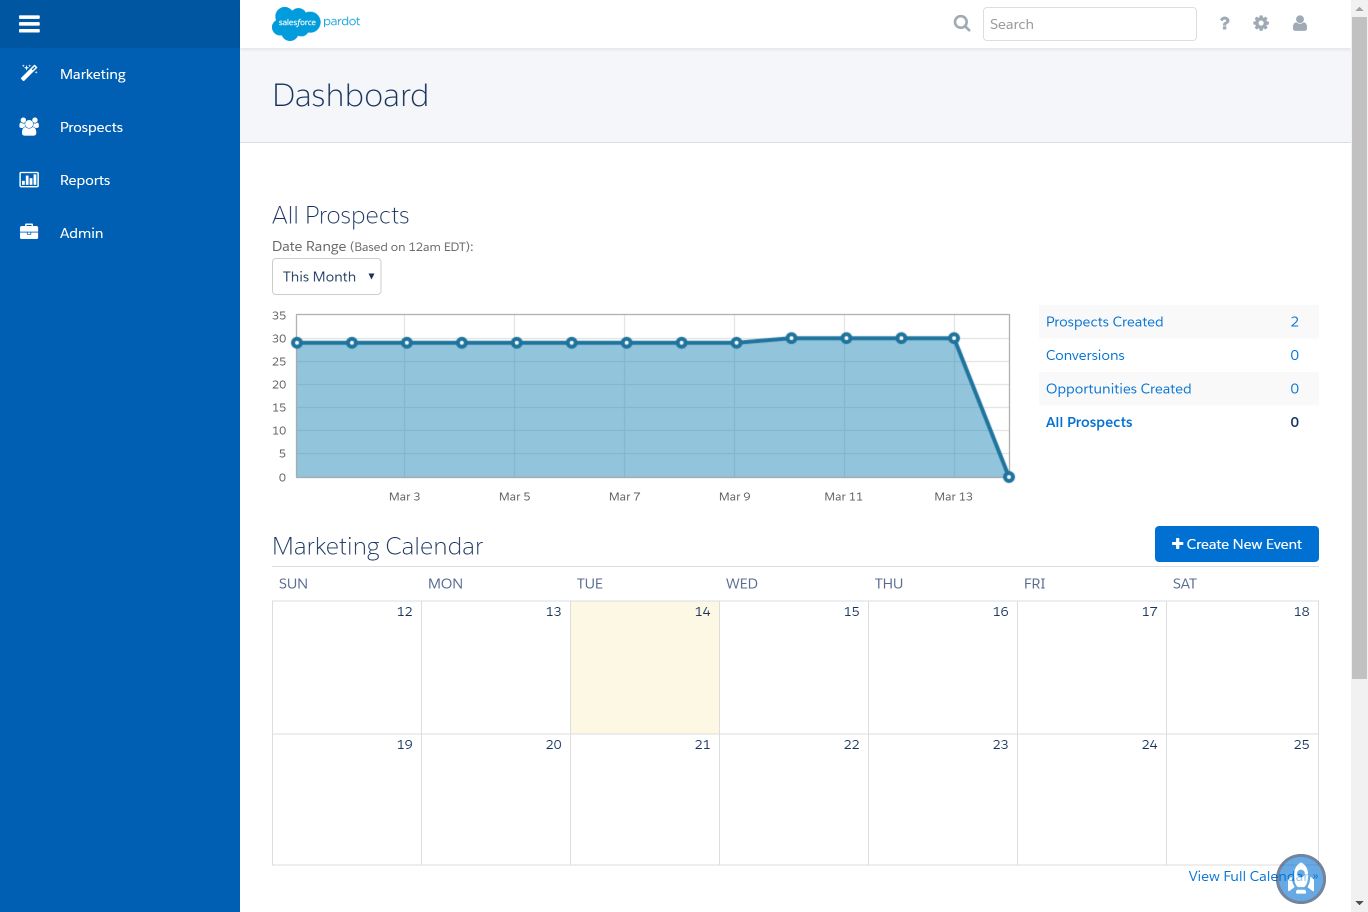 salesforce pardot
Search
?
Marketing
Prospects
Reports
Admin
Dashboard
All Prospects
Date Range (Based on 12am EDT):
This Month
35
30
25
20
15
10
5
0
Mar 3 Mar 5 Mar 7 Mar 9 Mar 11 Mar 13
Prospects Created 2
Conversions 0
Opportunities Created 0
All Prospects 0
Marketing Calendar
+ Create New Event
SUN MON TUE WED THU FRI SAT
12 13 14 15 16 17 18
19 20 21 22 23 24 25
View Full Calendar »